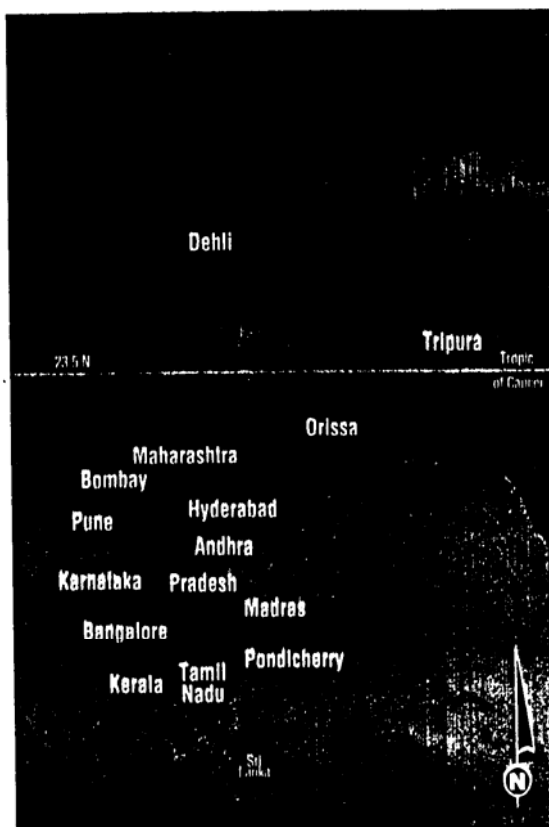 Dehli
Tripura
23.5 N
Tropic
of Cancer
Orissa
Maharashtra
Bombay
Hyderabad
Pune
Andhra
Karnataka
Pradesh
Madras
Bangalore
Pondicherry
Tamil
Kerala
Nadu
Sri
Lanka
N